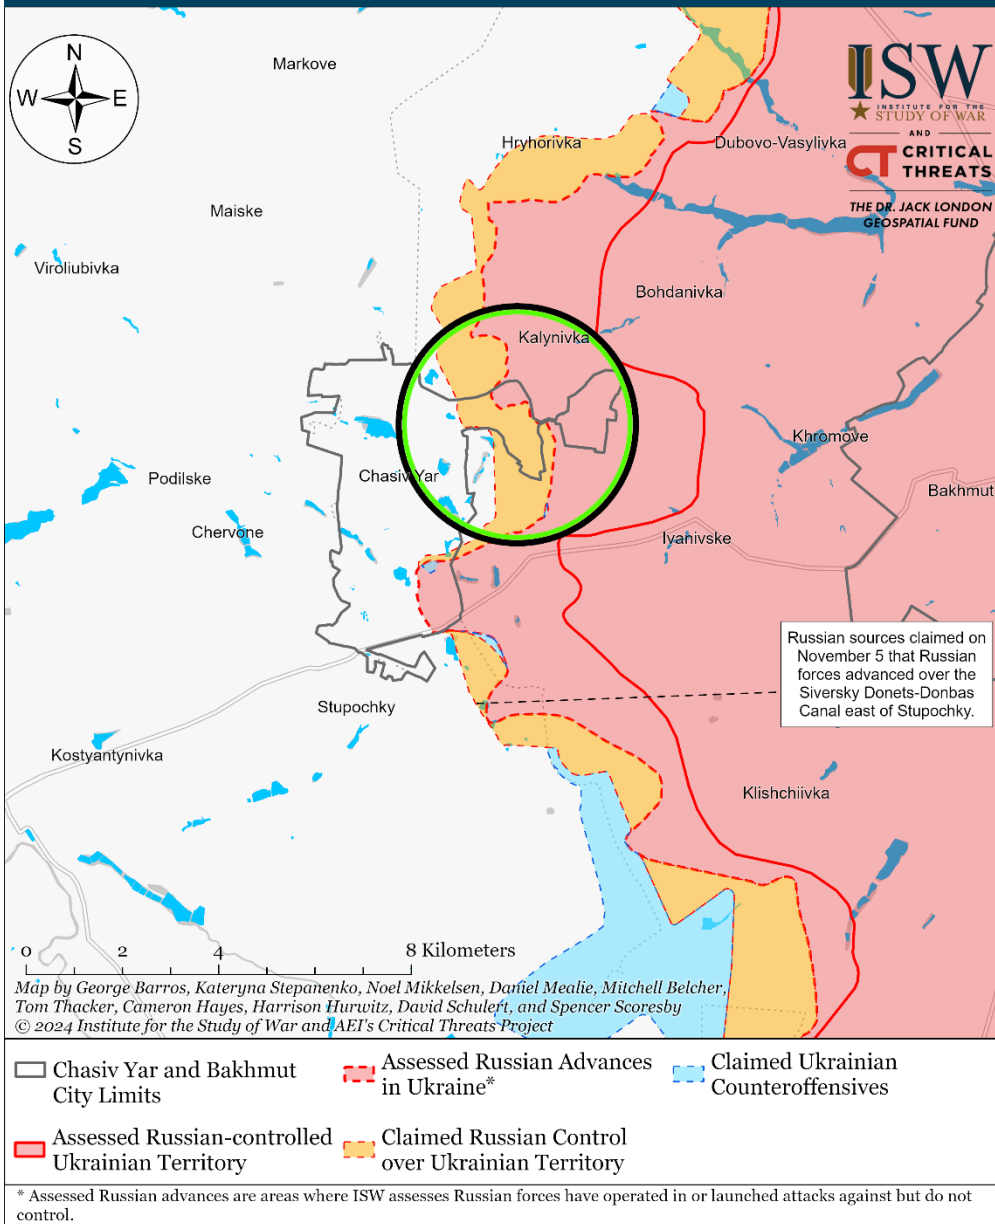 N
W
E
S
ISW
INSTITUTE FOR THE
STUDY OF WAR
AND
CT CRITICAL
THREATS
THE DR. JACK LONDON
GEOSPATIAL FUND
Markove
Hryhorivka
Dubovo-Vasylivka
Maiske
Viroliubivka
Bohdanivka
Kalynivka
Khromove
Podilske
Chasiv Yar
Bakhmut
Chervone
Ivanivske
Russian sources claimed on
November 5 that Russian
forces advanced over the
Siversky Donets-Donbas
Canal east of Stupochky.
Stupochky
Kostyantynivka
Klishchiivka
0 2 4 8 Kilometers
Map by George Barros, Kateryna Stepanenko, Noel Mikkelsen, Daniel Mealie, Mitchell Belcher,
Tom Thacker, Cameron Hayes, Harrison Hurwitz, David Schulert, and Spencer Scoresby
© 2024 Institute for the Study of War and AEI's Critical Threats Project
Chasiv Yar and Bakhmut
City Limits
Assessed Russian Advances
in Ukraine*
Claimed Ukrainian
Counteroffensives
Assessed Russian-controlled
Ukrainian Territory
Claimed Russian Control
over Ukrainian Territory
* Assessed Russian advances are areas where ISW assesses Russian forces have operated in or launched attacks against but do not
control.